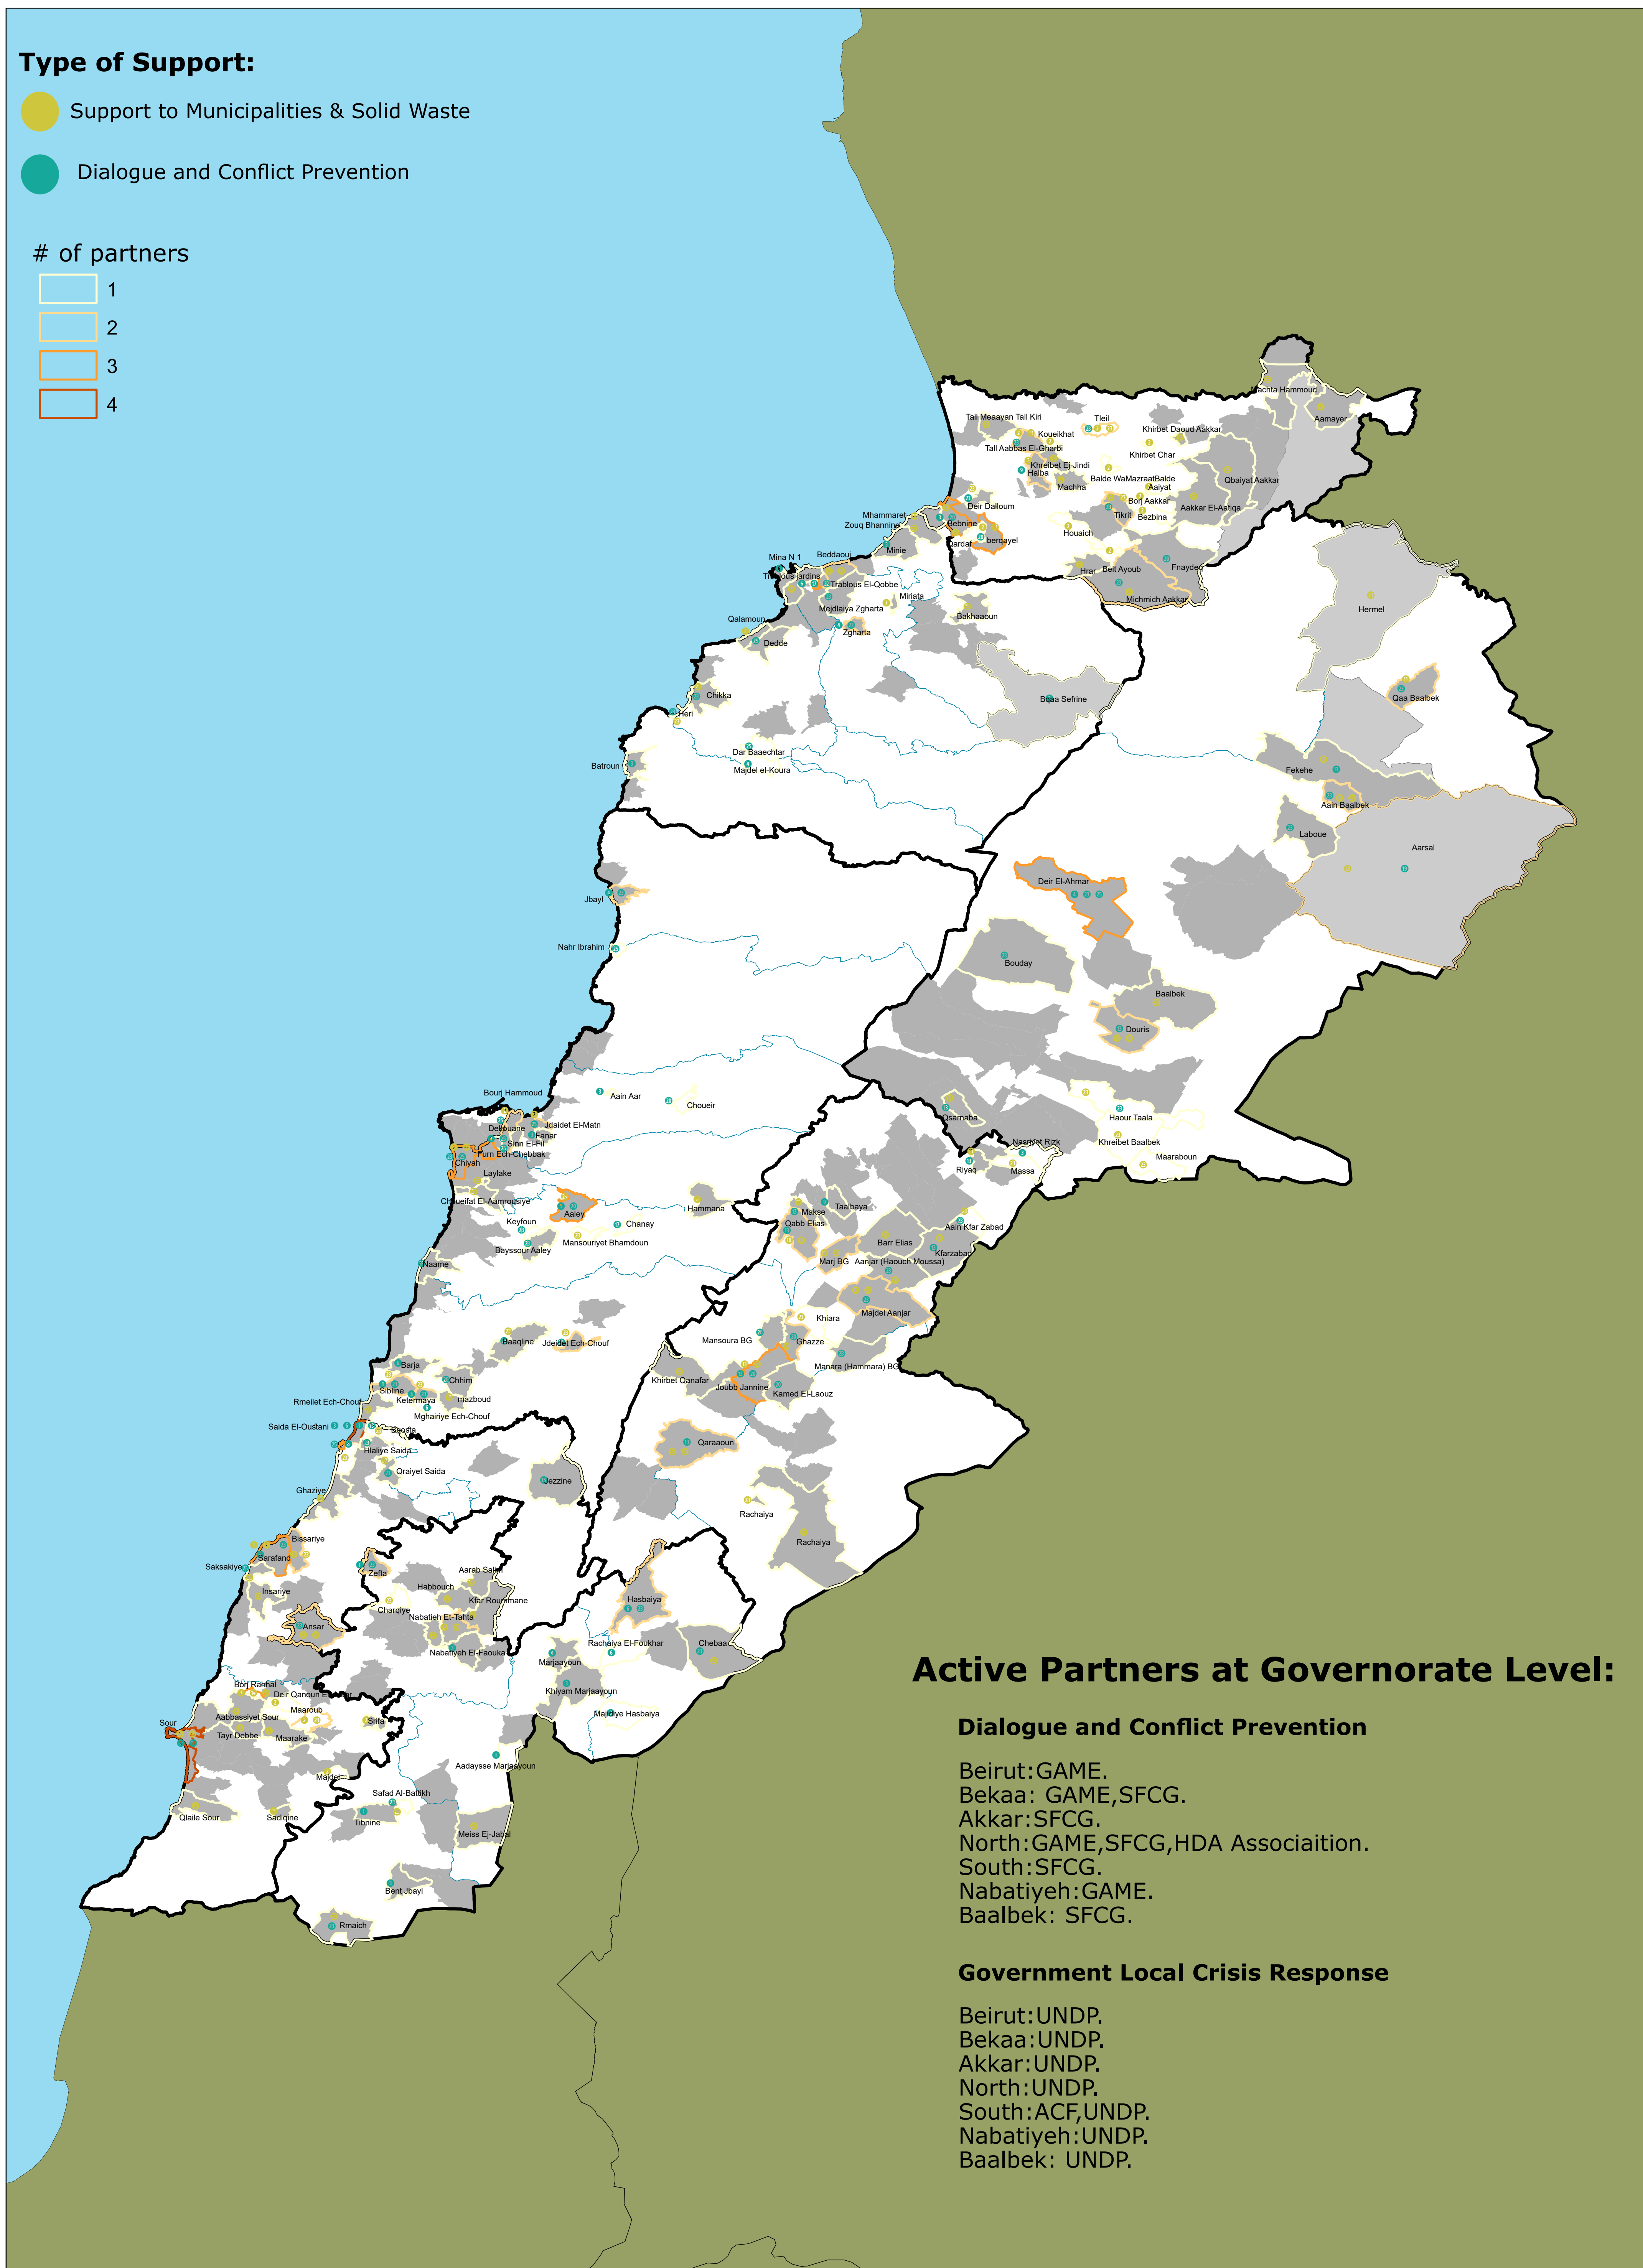 Type of Support:
Support to Municipalities & Solid Waste
Dialogue and Conflict Prevention
# of partners
1
2
3
4
Machta Hammoud
Aamayer
Tall Meaayan Tall Kiri
Tleil
Koueikhat
Khirbet Daoud Aakkar
Tall Aabbas El-Gharbi
Khirbet Char
Khreibet Ej-Jindi
Halba
Machha
Balde WaMazraatBalde
Aaiyat
Qbaiyat Aakkar
Borj Aakkar
Aakkar El-Aatiqa
Deir Dalloum
Tikrit
Bezbina
Mhammaret
Zouq Bhannine
Bebnine
Houaich
Qardaf
berqayel
Minie
Beddaoui
Mina N 1
Hrar
Beit Ayoub
Fnaydeq
Trablous jardins
Trablous El-Qobbe
Michmich Aakkar
Miriata
Mejdlaiya Zgharta
Hermel
Bakhaaoun
Qalamoun
Zgharta
Dedde
Chikka
Bqaa Sefrine
Qaa Baalbek
Heri
Dar Baaechtar
Batroun
Majdel el-Koura
Fekehe
Aain Baalbek
Laboue
Aarsal
Deir El-Ahmar
Jbayl
Nahr Ibrahim
Bouday
Baalbek
Douris
Bourj Hammoud
Aain Aar
Choueir
Qsarnaba
Haour Taala
Dekouane
Jdaidet El-Matn
Fanar
Sinn El-Fil
Furn Ech-Chebbak
Nasriyet Rizk
Khreibet Baalbek
Chiyah
Riyaq
Massa
Maaraboun
Laylake
Choueifat El-Aamrousiye
Hammana
Taalbaya
Makse
Aaley
Keyfoun
Chanay
Qabb Elias
Aain Kfar Zabad
Mansouriyet Bhamdoun
Bayssour Aaley
Barr Elias
Kfarzabad
Marj BG
Aanjar (Haouch Moussa)
Naame
Majdel Aanjar
Khiara
Baaqline
Jdeidet Ech-Chouf
Mansoura BG
Ghazze
Manara (Hammara) BG
Barja
Chhim
Khirbet Qanafar
Joubb Jannine
Kamed El-Laouz
Sibline
Ketermaya
mazboud
Rmeilet Ech-Chouf
Mghairiye Ech-Chouf
Saida El-Oustani
Hlaliye Saida
Qaraaoun
Qraiyet Saida
Jezzine
Ghaziye
Rachaiya
Rachaiya
Bissariye
Sarafand
Saksakiye
Zefta
Aarab Salim
Insariye
Habbouch
Kfar Roummane
Charqiye
Nabatieh Et-Tahta
Hasbaiya
Ansar
Nabatiyeh El-Faouka
Rachaiya El-Foukhar
Chebaa
Marjaayoun
Khiyam Marjaayoun
Borj Rahhal
Aabbassiyet Sour
Maaroub
Srifa
Majidiye Hasbaiya
Sour
Tayr Debbe
Maarake
Aadaysse Marjaayoun
Majdel
Safad Al-Battikh
Qlaile Sour
Sadiqine
Tibnine
Meiss Ej-Jabal
Bent Jbayl
Rmaich
Active Partners at Governorate Level:
Dialogue and Conflict Prevention
Beirut:GAME.
Bekaa: GAME,SFCG.
Akkar:SFCG.
North:GAME,SFCG,HDA Associaition.
South:SFCG.
Nabatiyeh:GAME.
Baalbek: SFCG.
Government Local Crisis Response
Beirut:UNDP.
Bekaa:UNDP.
Akkar:UNDP.
North:UNDP.
South:ACF,UNDP.
Nabatiyeh:UNDP.
Baalbek: UNDP.